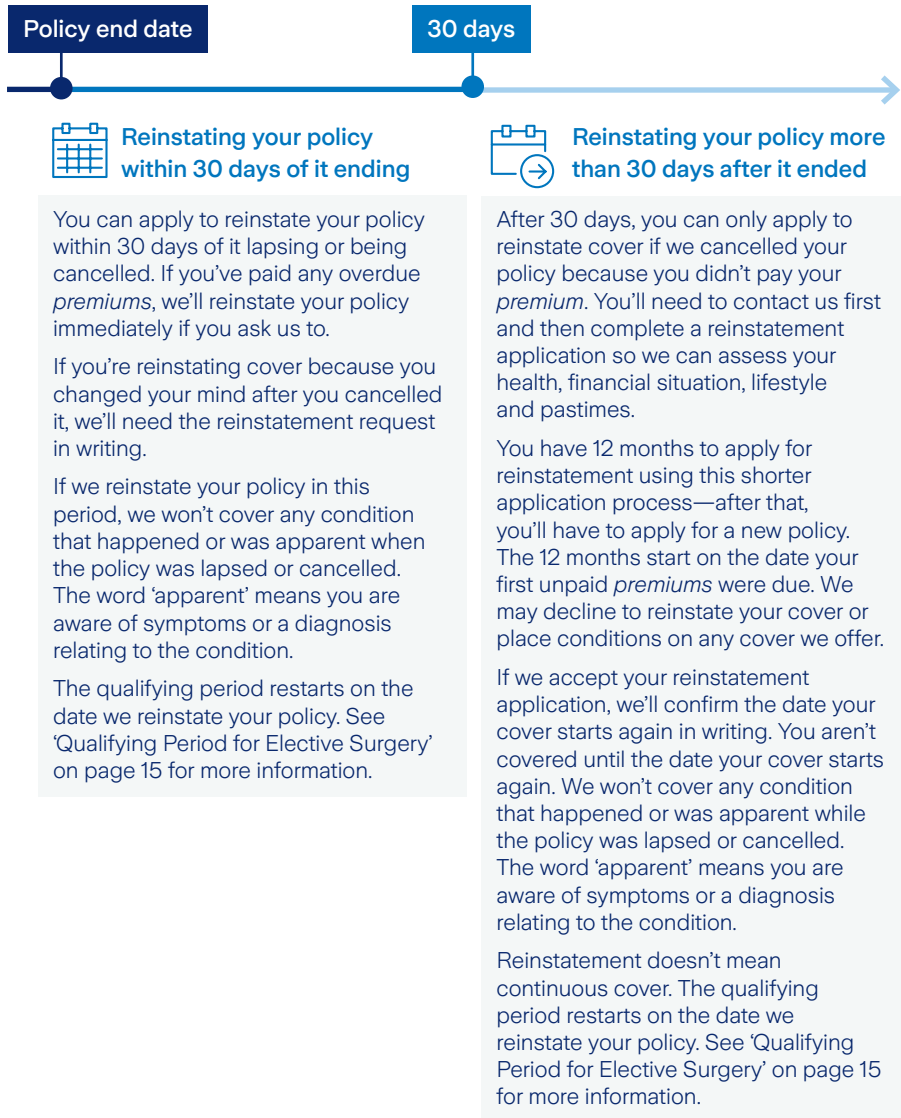 Policy end date
30 days
Reinstating your policy
within 30 days of it ending
You can apply to reinstate your policy
within 30 days of it lapsing or being
cancelled. If you’ve paid any overdue
premiums, we’ll reinstate your policy
immediately if you ask us to.
If you’re reinstating cover because you
changed your mind after you cancelled
it, we’ll need the reinstatement request
in writing.
If we reinstate your policy in this
period, we won’t cover any condition
that happened or was apparent when
the policy was lapsed or cancelled.
The word ‘apparent’ means you are
aware of symptoms or a diagnosis
relating to the condition.
The qualifying period restarts on the
date we reinstate your policy. See
‘Qualifying Period for Elective Surgery’
on page 15 for more information.
Reinstating your policy more
than 30 days after it ended
After 30 days, you can only apply to
reinstate cover if we cancelled your
policy because you didn’t pay your
premium. You’ll need to contact us first
and then complete a reinstatement
application so we can assess your
health, financial situation, lifestyle
and pastimes.
You have 12 months to apply for
reinstatement using this shorter
application process—after that,
you’ll have to apply for a new policy.
The 12 months start on the date your
first unpaid premiums were due. We
may decline to reinstate your cover or
place conditions on any cover we offer.
If we accept your reinstatement
application, we’ll confirm the date your
cover starts again in writing. You aren’t
covered until the date your cover starts
again. We won’t cover any condition
that happened or was apparent while
the policy was lapsed or cancelled.
The word ‘apparent’ means you are
aware of symptoms or a diagnosis
relating to the condition.
Reinstatement doesn’t mean
continuous cover. The qualifying
period restarts on the date we
reinstate your policy. See ‘Qualifying
Period for Elective Surgery’ on page 15
for more information.